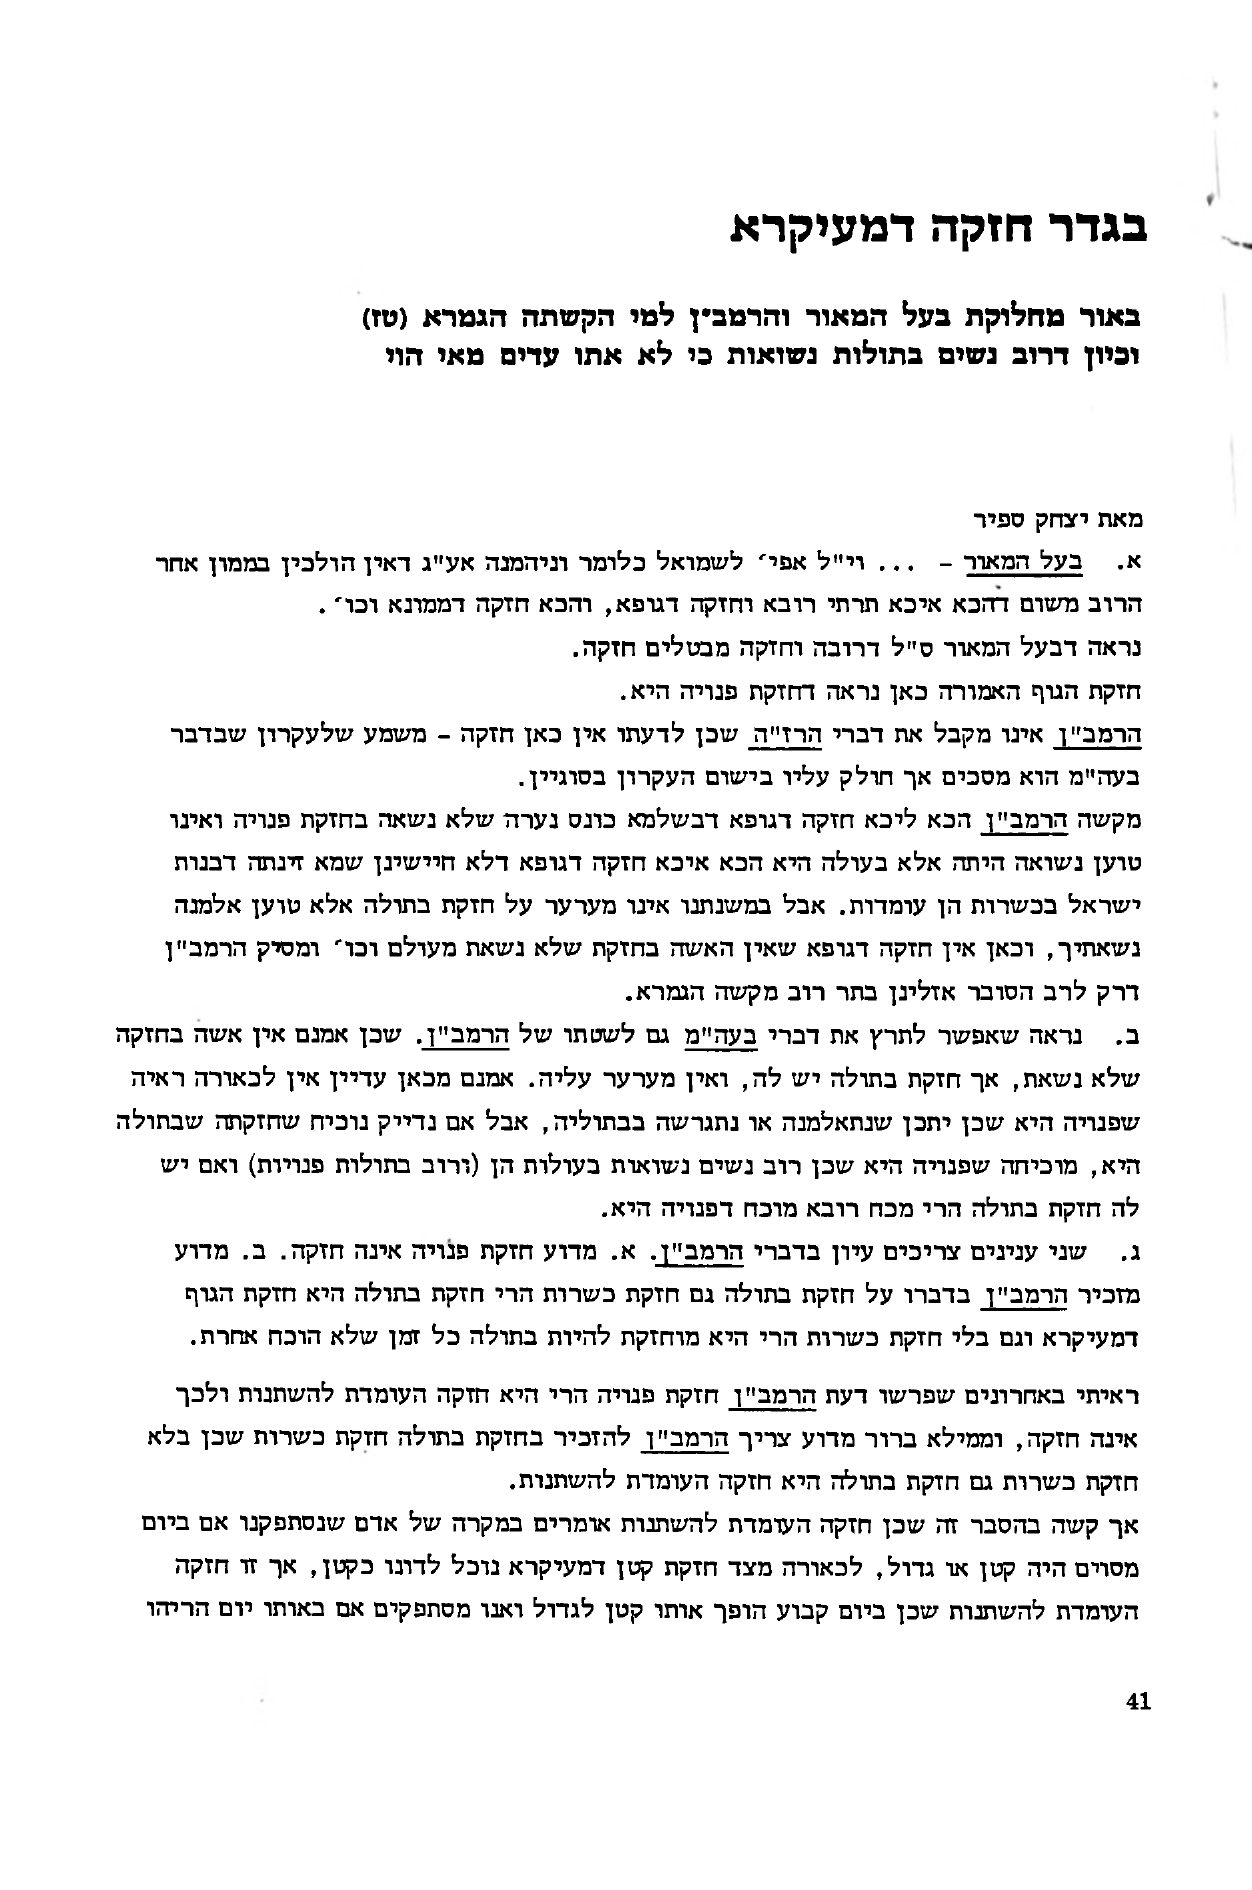 בגדר חזקה דמעיקרא
באור מחלוקת בעל המאור והרמב״ן למי הקשתה הגמרא (טז)
וכיון דרוב נשים בתולות נשואות כי לא אתו עדים מאי הוי
מאת יצחק ספיר
א. בעל המאור – ... וי"ל אפי׳ לשמואל כלומר וניהמנה אע"ג דאין הולכין בממון אחר
הרוב משום דהכא איכא תרתי רובא וחזקה דגופא, והכא חזקה דממונא וכו׳.
נראה דבעל המאור ס"ל דרובה וחזקה מבטלים חזקה.
חזקת הגוף האמורה כאן נראה דחזקת פנויה היא.
הרמב"ן אינו מקבל את דברי הרז"ה שכן לדעתו אין כאן חזקה – משמע שלעקרון שבדבר
בעה"מ הוא מסכים אך חולק עליו בישום העקרון בסוגיין.
מקשה הרמב"ן הכא ליכא חזקה דגופא דבשלמא כונס נערה שלא נשאה בחזקת פנויה ואינו
טוען נשואה היתה אלא בעולה היא הכא איכא חזקה דגופא דלא חיישינן שמא זינתה דבנות
ישראל בכשרות הן עומדות. אבל במשנתנו אינו מערער על חזקת בתולה אלא טוען אלמנה
נשאתיך, וכאן אין חזקה דגופא שאין האשה בחזקת שלא נשאת מעולם וכו׳ ומסיק הרמב"ן
דרק לרב הסובר אזלינן בתר רוב מקשה הגמרא.
ב. נראה שאפשר לתרץ את דברי בעה"מ גם לשטתו של הרמב"ן. שכן אמנם אין אשה בחזקה
שלא נשאת, אך חזקת בתולה יש לה, ואין מערער עליה. אמנם מכאן עדיין אין לכאורה ראיה
שפנויה היא שכן יתכן שנתאלמנה או נתגרשה בבתוליה, אבל אם נדייק נוכיח שחזקתה שבתולה
היא, מוכיחה שפנויה היא שכן רוב נשים נשואות בעולות הן (ורוב בתולות פנויות) ואם יש
לה חזקת בתולה הרי מכח רובא מוכח דפנויה היא.
ג. שני ענינים צריכים עיון בדברי הרמב"ן. א. מדוע חזקת פנויה אינה חזקה. ב. מדוע
מזכיר הרמב"ן בדברו על חזקת בתולה גם חזקת כשרות הרי חזקת בתולה היא חזקת הגוף
דמעיקרא וגם בלי חזקת כשרות הרי היא מוחזקת להיות בתולה כל זמן שלא הוכח אחרת.
ראיתי באחרונים שפרשו דעת הרמב"ן חזקת פנויה הרי היא חזקה העומדת להשתנות ולכך
אינה חזקה, וממילא ברור מדוע צריך הרמב"ן להזכיר בחזקת בתולה חזקת כשרות שכן בלא
חזקת כשרות גם חזקת בתולה היא חזקה העומדת להשתנות.
אך קשה בהסבר זה שכן חזקה העומדת להשתנות אומרים במקרה של אדם שנסתפקנו אם ביום
מסוים היה קטן או גדול, לכאורה מצד חזקת קטן דמעיקרא נוכל לדונו כקטן, אך זו חזקה
העומדת להשתנות שכן ביום קבוע הופך אותו קטן לגדול ואנו מסתפקים אם באותו יום הריהו
41